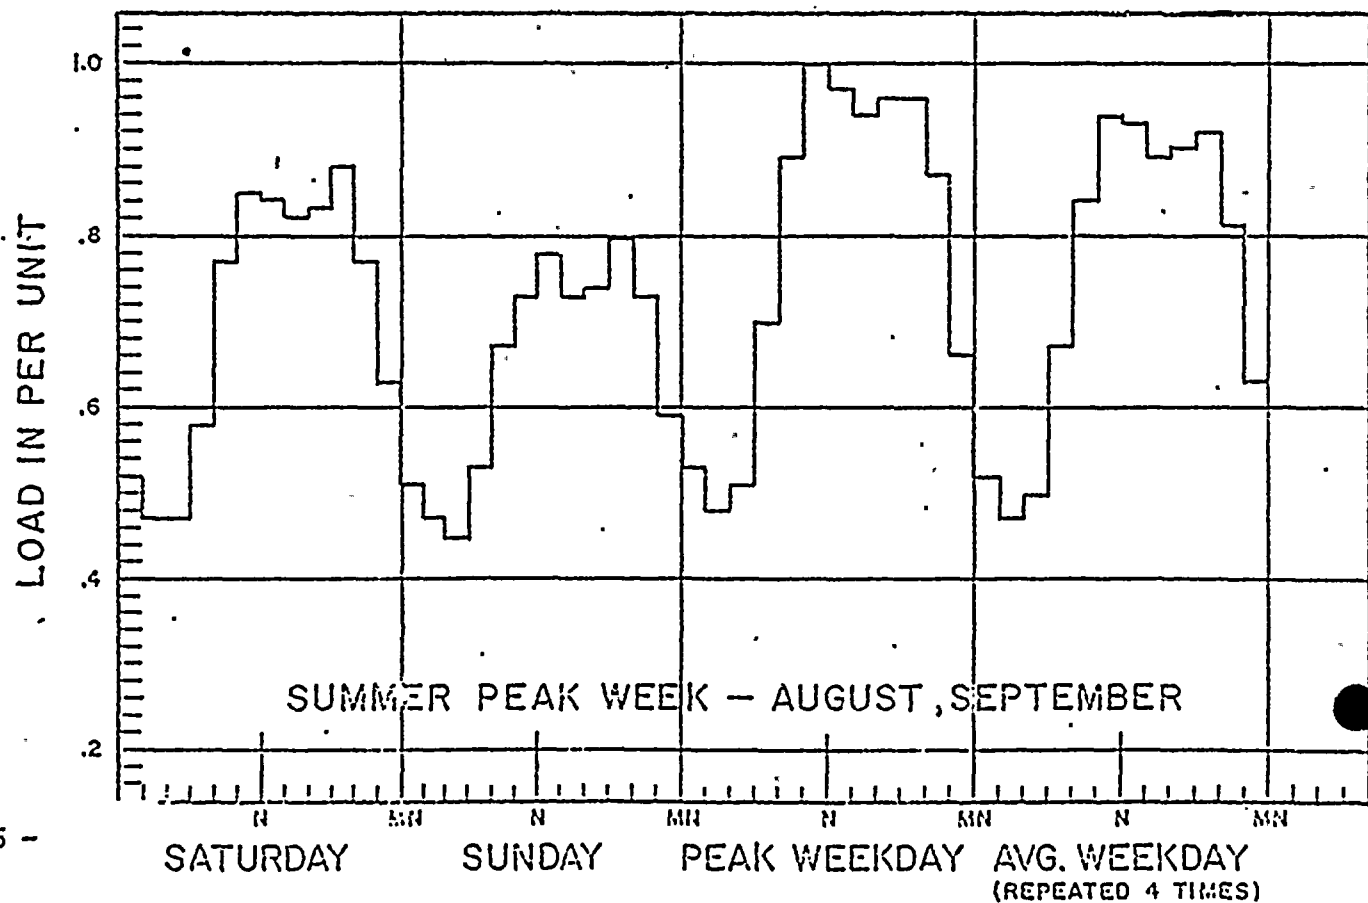 LOAD IN PER UNIT
1.0
.8
.6
.4
.2
SUMMER PEAK WEEK – AUGUST, SEPTEMBER
N MN N MN N MN N MN
5 –
SATURDAY SUNDAY PEAK WEEKDAY AVG. WEEKDAY
(REPEATED 4 TIMES)